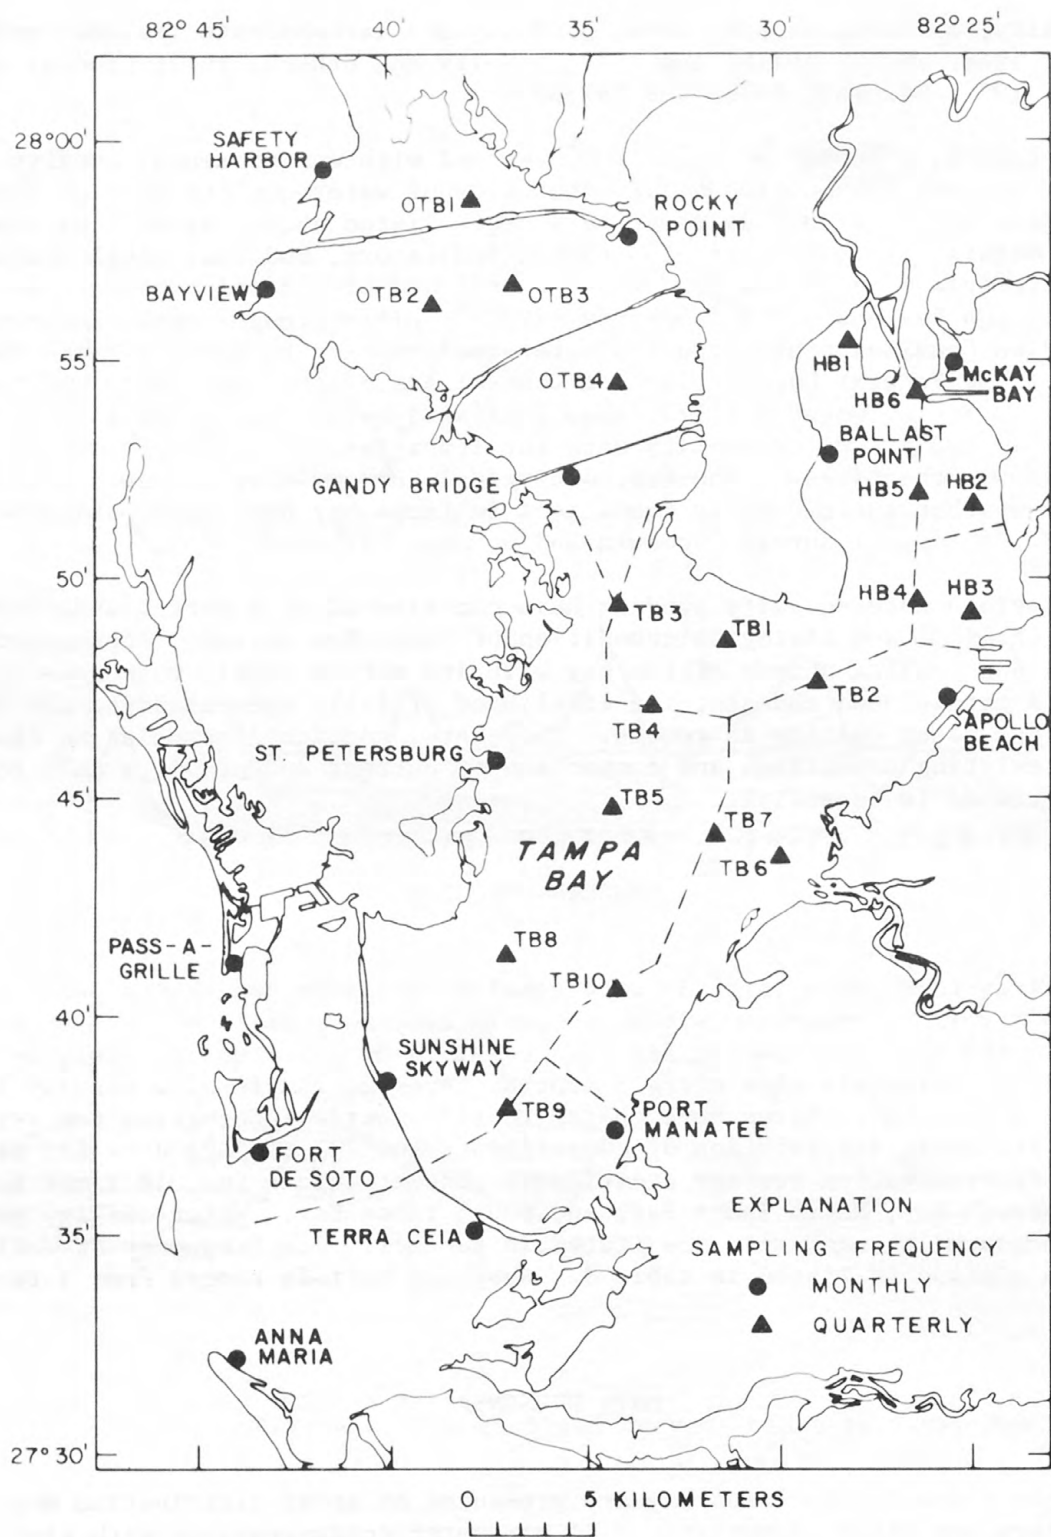 82° 45' 40' 35' 30' 82° 25'
28° 00'
SAFETY
HARBOR
OTB1
ROCKY
POINT
BAYVIEW
OTB2
OTB3
HB1
55'
OTB4
McKAY
BAY
HB6
BALLAST
POINT
GANDY BRIDGE
HB5
HB2
50'
TB3
TB1
HB4
HB3
TB2
TB4
APOLLO
BEACH
ST. PETERSBURG
45'
TB5
TB7
TAMPA
BAY
TB6
PASS-A-
GRILLE
TB8
TB10
40'
SUNSHINE
SKYWAY
TB9
PORT
MANATEE
FORT
DE SOTO
EXPLANATION
35'
TERRA CEIA
SAMPLING FREQUENCY
MONTHLY
QUARTERLY
ANNA
MARIA
27° 30'
0 5 KILOMETERS